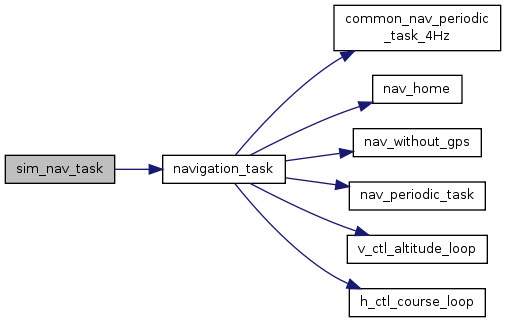 common_nav_periodic
_task_4Hz
nav_home
nav_without_gps
sim_nav_task
navigation_task
nav_periodic_task
v_ctl_altitude_loop
h_ctl_course_loop